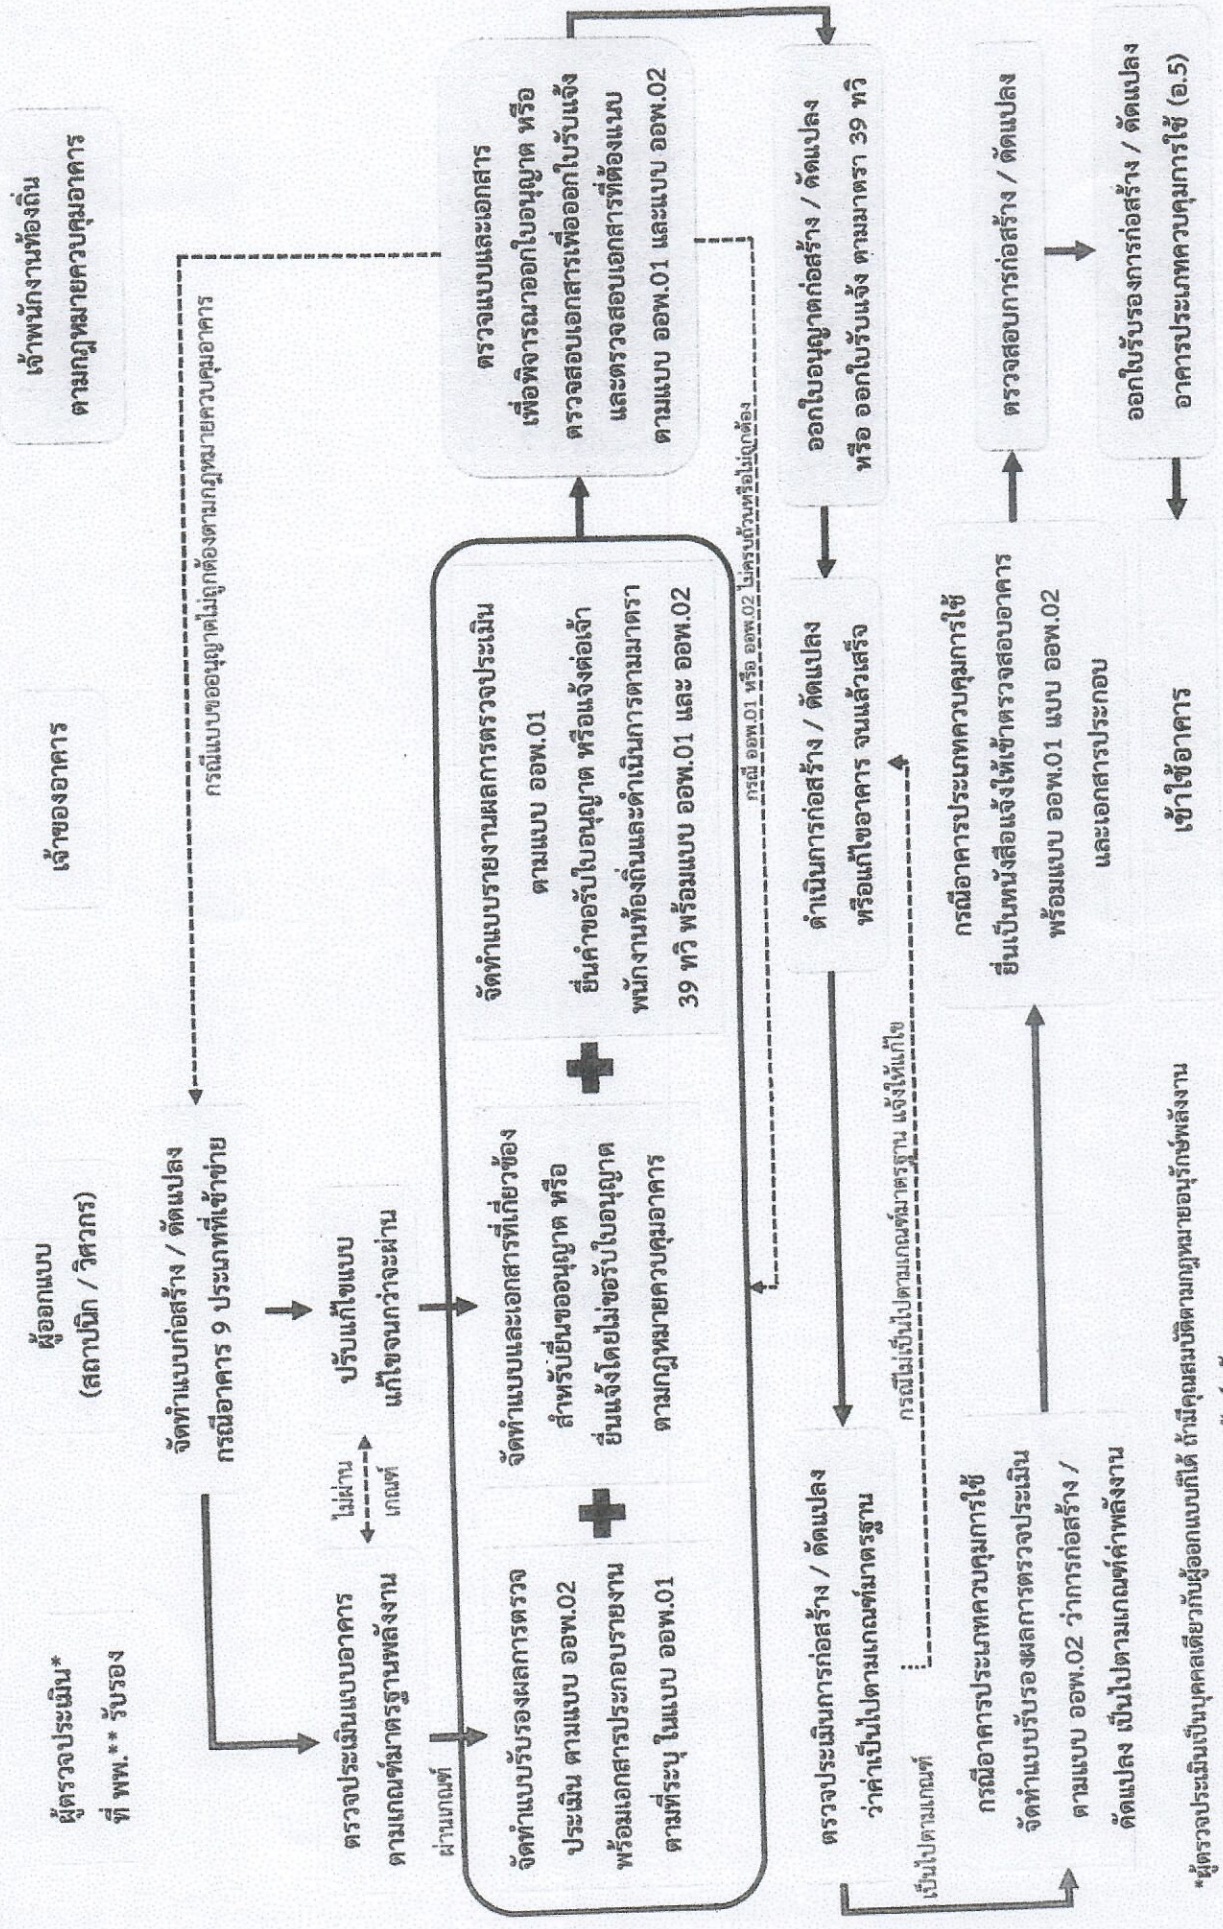 ผู้ตรวจประเมิน*
ที่ พพ.** รับรอง
ผู้ออกแบบ
(สถาปนิก / วิศวกร)
เจ้าของอาคาร
เจ้าพนักงานท้องถิ่น
ตามกฎหมายควบคุมอาคาร
จัดทำแบบก่อสร้าง / ดัดแปลง
กรณีอาคาร 9 ประเภทที่เข้าข่าย
กรณีแบบขออนุญาตไม่ถูกต้องตามกฎหมายควบคุมอาคาร
ตรวจประเมินแบบอาคาร
ตามเกณฑ์มาตรฐานพลังงาน
ไม่ผ่าน
เกณฑ์
ปรับแก้ไขแบบ
แก้ไขจนกว่าจะผ่าน
ผ่านเกณฑ์
จัดทำแบบรับรองผลการตรวจ
ประเมิน ตามแบบ ออพ.02
พร้อมเอกสารประกอบรายงาน
ตามที่ระบุ ในแบบ ออพ.01
จัดทำแบบและเอกสารที่เกี่ยวข้อง
สำหรับยื่นขออนุญาต หรือ
ยื่นแจ้งโดยไม่ขอรับใบอนุญาต
ตามกฎหมายควบคุมอาคาร
จัดทำแบบรายงานผลการตรวจประเมิน
ตามแบบ ออพ.01
ยื่นคำขอรับใบอนุญาต หรือแจ้งต่อเจ้า
พนักงานท้องถิ่นและดำเนินการตามมาตรา
39 ทวิ พร้อมแบบ ออพ.01 และ ออพ.02
ตรวจแบบและเอกสาร
เพื่อพิจารณาออกใบอนุญาต หรือ
ตรวจสอบเอกสารเพื่อออกใบรับแจ้ง
และตรวจสอบเอกสารที่ต้องแนบ
ตามแบบ ออพ.01 และแบบ ออพ.02
กรณี ออพ.01 หรือ ออพ.02 ไม่ครบถ้วนหรือไม่ถูกต้อง
ตรวจประเมินการก่อสร้าง / ดัดแปลง
ว่าค่าเป็นไปตามเกณฑ์มาตรฐาน
ดำเนินการก่อสร้าง / ดัดแปลง
หรือแก้ไขอาคาร จนแล้วเสร็จ
ออกใบอนุญาตก่อสร้าง / ดัดแปลง
หรือ ออกใบรับแจ้ง ตามมาตรา 39 ทวิ
เป็นไปตามเกณฑ์
กรณีไม่เป็นไปตามเกณฑ์มาตรฐาน แจ้งให้แก้ไข
กรณีอาคารประเภทควบคุมการใช้
จัดทำแบบรับรองผลการตรวจประเมิน
ตามแบบ ออพ.02 ว่าการก่อสร้าง /
ดัดแปลง เป็นไปตามเกณฑ์ค่าพลังงาน
กรณีอาคารประเภทควบคุมการใช้
ยื่นเป็นหนังสือแจ้งให้เข้าตรวจสอบอาคาร
พร้อมแบบ ออพ.01 แบบ ออพ.02
และเอกสารประกอบ
ตรวจสอบการก่อสร้าง / ดัดแปลง
เข้าใช้อาคาร
ออกใบรับรองการก่อสร้าง / ดัดแปลง
อาคารประเภทควบคุมการใช้ (อ.5)
*ผู้ตรวจประเมินเป็นบุคคลเดียวกับผู้ออกแบบก็ได้ ถ้ามีคุณสมบัติตามกฎหมายอนุรักษ์พลังงาน